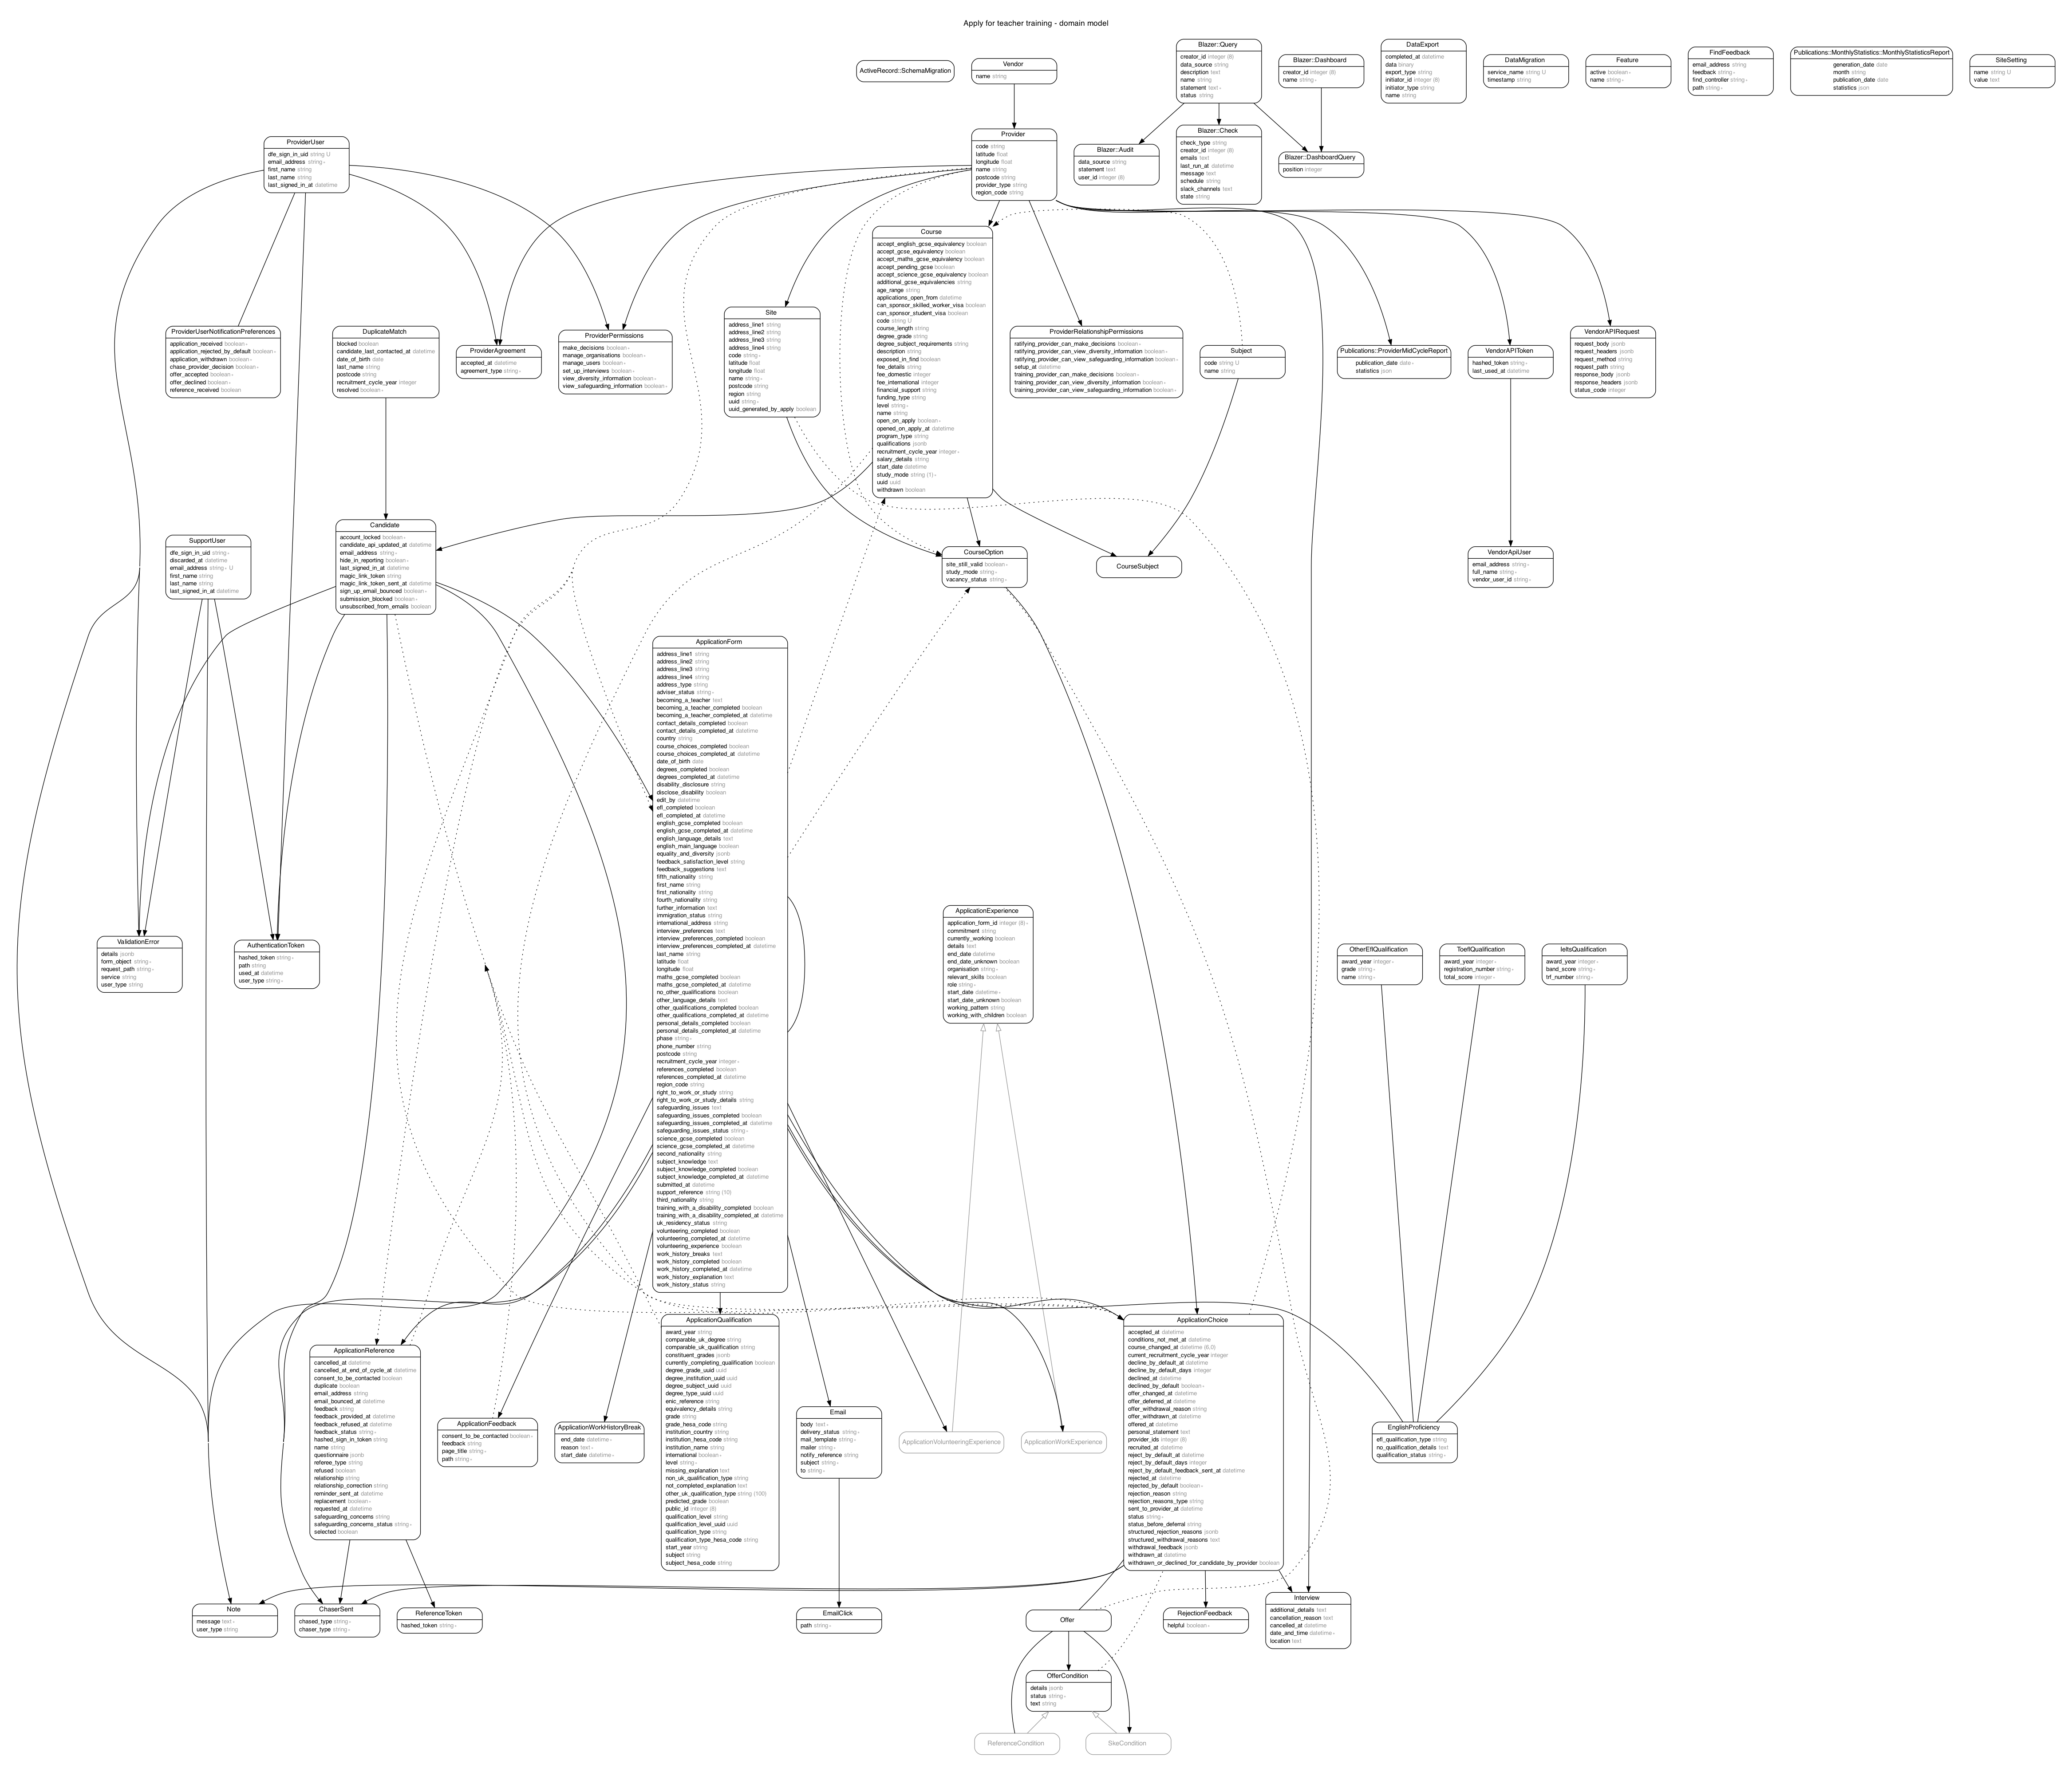 Apply for teacher training - domain model
ActiveRecord::SchemaMigration
Vendor
name string
Blazer::Query
creator_id integer (8)
data_source string
description text
name string
statement text ∗
status string
Blazer::Dashboard
creator_id integer (8)
name string ∗
DataExport
completed_at datetime
data binary
export_type string
initiator_id integer (8)
initiator_type string
name string
DataMigration
service_name string U
timestamp string
Feature
active boolean ∗
name string ∗
FindFeedback
email_address string
feedback string ∗
find_controller string ∗
path string ∗
Publications::MonthlyStatistics::MonthlyStatisticsReport
generation_date date
month string
publication_date date
statistics json
SiteSetting
name string U
value text
ProviderUser
dfe_sign_in_uid string U
email_address string ∗
first_name string
last_name string
last_signed_in_at datetime
Provider
code string
latitude float
longitude float
name string
postcode string
provider_type string
region_code string
Blazer::Audit
data_source string
statement text
user_id integer (8)
Blazer::Check
check_type string
creator_id integer (8)
emails text
last_run_at datetime
message text
schedule string
slack_channels text
state string
Blazer::DashboardQuery
position integer
Course
accept_english_gcse_equivalency boolean
accept_gcse_equivalency boolean
accept_maths_gcse_equivalency boolean
accept_pending_gcse boolean
accept_science_gcse_equivalency boolean
additional_gcse_equivalencies string
age_range string
applications_open_from datetime
can_sponsor_skilled_worker_visa boolean
can_sponsor_student_visa boolean
code string U
course_length string
degree_grade string
degree_subject_requirements string
description string
exposed_in_find boolean
fee_details string
fee_domestic integer
fee_international integer
financial_support string
funding_type string
level string ∗
name string
open_on_apply boolean ∗
opened_on_apply_at datetime
program_type string
qualifications jsonb
recruitment_cycle_year integer ∗
salary_details string
start_date datetime
study_mode string (1) ∗
uuid uuid
withdrawn boolean
ProviderUserNotificationPreferences
application_received boolean ∗
application_rejected_by_default boolean ∗
application_withdrawn boolean ∗
chase_provider_decision boolean ∗
offer_accepted boolean ∗
offer_declined boolean ∗
reference_received boolean
DuplicateMatch
blocked boolean
candidate_last_contacted_at datetime
date_of_birth date
last_name string
postcode string
recruitment_cycle_year integer
resolved boolean ∗
ProviderAgreement
accepted_at datetime
agreement_type string ∗
ProviderPermissions
make_decisions boolean ∗
manage_organisations boolean ∗
manage_users boolean ∗
set_up_interviews boolean ∗
view_diversity_information boolean ∗
view_safeguarding_information boolean ∗
Site
address_line1 string
address_line2 string
address_line3 string
address_line4 string
code string ∗
latitude float
longitude float
name string ∗
postcode string
region string
uuid string ∗
uuid_generated_by_apply boolean
ProviderRelationshipPermissions
ratifying_provider_can_make_decisions boolean ∗
ratifying_provider_can_view_diversity_information boolean ∗
ratifying_provider_can_view_safeguarding_information boolean ∗
setup_at datetime
training_provider_can_make_decisions boolean ∗
training_provider_can_view_diversity_information boolean ∗
training_provider_can_view_safeguarding_information boolean ∗
Subject
code string U
name string
Publications::ProviderMidCycleReport
publication_date date ∗
statistics json
VendorAPIToken
hashed_token string ∗
last_used_at datetime
VendorAPIRequest
request_body jsonb
request_headers jsonb
request_method string
request_path string
response_body jsonb
response_headers jsonb
status_code integer
SupportUser
dfe_sign_in_uid string ∗
discarded_at datetime
email_address string ∗ U
first_name string
last_name string
last_signed_in_at datetime
Candidate
account_locked boolean ∗
candidate_api_updated_at datetime
email_address string ∗
hide_in_reporting boolean ∗
last_signed_in_at datetime
magic_link_token string
magic_link_token_sent_at datetime
sign_up_email_bounced boolean ∗
submission_blocked boolean ∗
unsubscribed_from_emails boolean
CourseOption
site_still_valid boolean ∗
study_mode string ∗
vacancy_status string ∗
CourseSubject
VendorApiUser
email_address string ∗
full_name string ∗
vendor_user_id string ∗
ApplicationForm
address_line1 string
address_line2 string
address_line3 string
address_line4 string
address_type string
adviser_status string ∗
becoming_a_teacher text
becoming_a_teacher_completed boolean
becoming_a_teacher_completed_at datetime
contact_details_completed boolean
contact_details_completed_at datetime
country string
course_choices_completed boolean
course_choices_completed_at datetime
date_of_birth date
degrees_completed boolean
degrees_completed_at datetime
disability_disclosure string
disclose_disability boolean
edit_by datetime
efl_completed boolean
efl_completed_at datetime
english_gcse_completed boolean
english_gcse_completed_at datetime
english_language_details text
english_main_language boolean
equality_and_diversity jsonb
feedback_satisfaction_level string
feedback_suggestions text
fifth_nationality string
first_name string
first_nationality string
fourth_nationality string
further_information text
immigration_status string
international_address string
interview_preferences text
interview_preferences_completed boolean
interview_preferences_completed_at datetime
last_name string
latitude float
longitude float
maths_gcse_completed boolean
maths_gcse_completed_at datetime
no_other_qualifications boolean
other_language_details text
other_qualifications_completed boolean
other_qualifications_completed_at datetime
personal_details_completed boolean
personal_details_completed_at datetime
phase string ∗
phone_number string
postcode string
recruitment_cycle_year integer ∗
references_completed boolean
references_completed_at datetime
region_code string
right_to_work_or_study string
right_to_work_or_study_details string
safeguarding_issues text
safeguarding_issues_completed boolean
safeguarding_issues_completed_at datetime
safeguarding_issues_status string ∗
science_gcse_completed boolean
science_gcse_completed_at datetime
second_nationality string
subject_knowledge text
subject_knowledge_completed boolean
subject_knowledge_completed_at datetime
submitted_at datetime
support_reference string (10)
third_nationality string
training_with_a_disability_completed boolean
training_with_a_disability_completed_at datetime
uk_residency_status string
volunteering_completed boolean
volunteering_completed_at datetime
volunteering_experience boolean
work_history_breaks text
work_history_completed boolean
work_history_completed_at datetime
work_history_explanation text
work_history_status string
ValidationError
details jsonb
form_object string ∗
request_path string ∗
service string
user_type string
AuthenticationToken
hashed_token string ∗
path string
used_at datetime
user_type string ∗
ApplicationExperience
application_form_id integer (8) ∗
commitment string
currently_working boolean
details text
end_date datetime
end_date_unknown boolean
organisation string ∗
relevant_skills boolean
role string ∗
start_date datetime ∗
start_date_unknown boolean
working_pattern string
working_with_children boolean
OtherEflQualification
award_year integer ∗
grade string ∗
name string ∗
ToeflQualification
award_year integer ∗
registration_number string ∗
total_score integer ∗
IeltsQualification
award_year integer ∗
band_score string ∗
trf_number string ∗
ApplicationReference
cancelled_at datetime
cancelled_at_end_of_cycle_at datetime
consent_to_be_contacted boolean
duplicate boolean
email_address string
email_bounced_at datetime
feedback string
feedback_provided_at datetime
feedback_refused_at datetime
feedback_status string ∗
hashed_sign_in_token string
name string
questionnaire jsonb
referee_type string
refused boolean
relationship string
relationship_correction string
reminder_sent_at datetime
replacement boolean ∗
requested_at datetime
safeguarding_concerns string
safeguarding_concerns_status string ∗
selected boolean
ApplicationFeedback
consent_to_be_contacted boolean ∗
feedback string
page_title string ∗
path string ∗
ApplicationWorkHistoryBreak
end_date datetime ∗
reason text ∗
start_date datetime ∗
ApplicationQualification
award_year string
comparable_uk_degree string
comparable_uk_qualification string
constituent_grades jsonb
currently_completing_qualification boolean
degree_grade_uuid uuid
degree_institution_uuid uuid
degree_subject_uuid uuid
degree_type_uuid uuid
enic_reference string
equivalency_details string
grade string
grade_hesa_code string
institution_country string
institution_hesa_code string
institution_name string
international boolean ∗
level string ∗
missing_explanation text
non_uk_qualification_type string
not_completed_explanation text
other_uk_qualification_type string (100)
predicted_grade boolean
public_id integer (8)
qualification_level string
qualification_level_uuid uuid
qualification_type string
qualification_type_hesa_code string
start_year string
subject string
subject_hesa_code string
Email
body text ∗
delivery_status string ∗
mail_template string ∗
mailer string ∗
notify_reference string
subject string ∗
to string ∗
ApplicationVolunteeringExperience
ApplicationWorkExperience
ApplicationChoice
accepted_at datetime
conditions_not_met_at datetime
course_changed_at datetime (6,0)
current_recruitment_cycle_year integer
decline_by_default_at datetime
decline_by_default_days integer
declined_at datetime
declined_by_default boolean ∗
offer_changed_at datetime
offer_deferred_at datetime
offer_withdrawal_reason string
offer_withdrawn_at datetime
offered_at datetime
personal_statement text
provider_ids integer (8)
recruited_at datetime
reject_by_default_at datetime
reject_by_default_days integer
reject_by_default_feedback_sent_at datetime
rejected_at datetime
rejected_by_default boolean ∗
rejection_reason string
rejection_reasons_type string
sent_to_provider_at datetime
status string ∗
status_before_deferral string
structured_rejection_reasons jsonb
structured_withdrawal_reasons text
withdrawal_feedback jsonb
withdrawn_at datetime
withdrawn_or_declined_for_candidate_by_provider boolean
EnglishProficiency
efl_qualification_type string
no_qualification_details text
qualification_status string ∗
Note
message text ∗
user_type string
ChaserSent
chased_type string ∗
chaser_type string ∗
ReferenceToken
hashed_token string ∗
EmailClick
path string ∗
Offer
RejectionFeedback
helpful boolean ∗
Interview
additional_details text
cancellation_reason text
cancelled_at datetime
date_and_time datetime ∗
location text
OfferCondition
details jsonb
status string ∗
text string
ReferenceCondition
SkeCondition